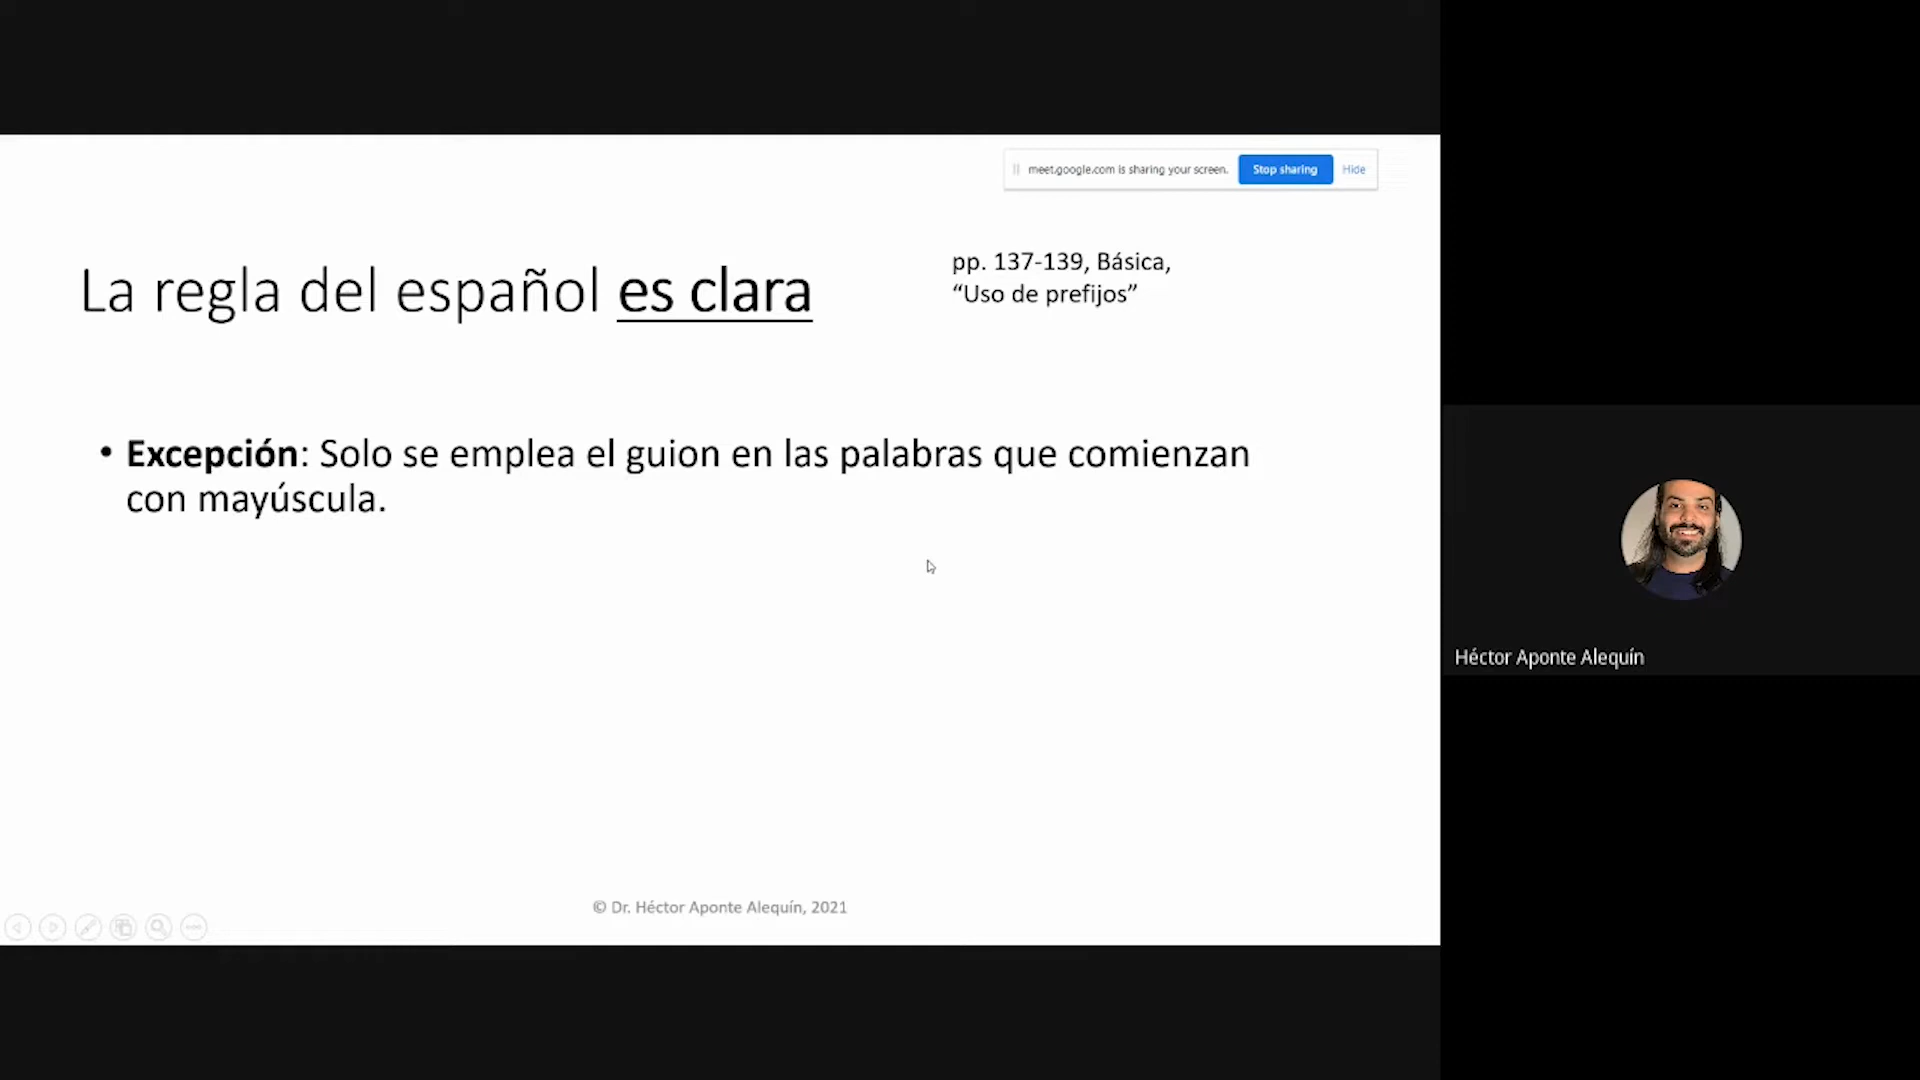 meet.google.com is sharing your screen. Stop sharing Hide
La regla del español es clara
pp. 137-139, Básica,
“Uso de prefijos”
• Excepción: Solo se emplea el guion en las palabras que comienzan
con mayúscula.
Héctor Aponte Alequín
© Dr. Héctor Aponte Alequín, 2021